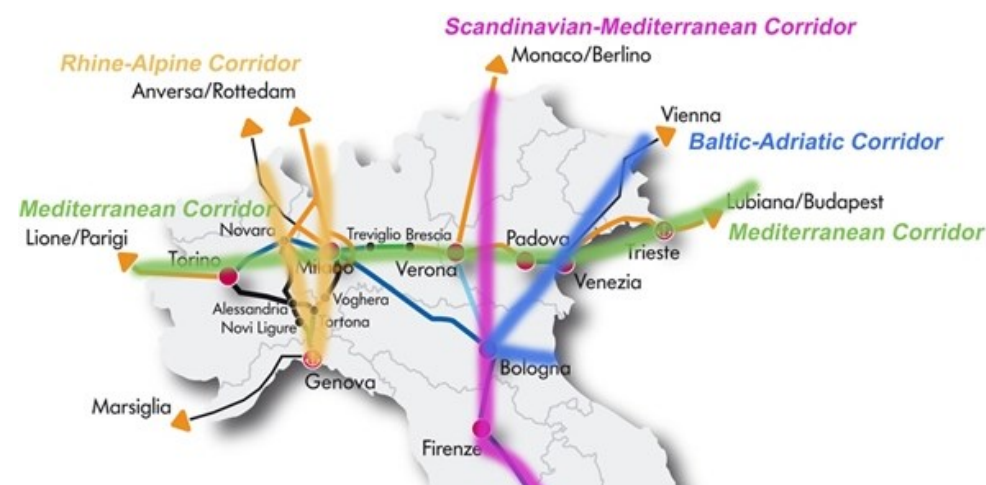 Scandinavian-Mediterranean Corridor
Monaco/Berlino
Rhine-Alpine Corridor
Anversa/Rottedam
Vienna
Baltic-Adriatic Corridor
Mediterranean Corridor
Lubiana/Budapest
Lione/Parigi
Novara
Treviglio Brescia
Padova
Mediterranean Corridor
Torino
Milano
Verona
Trieste
Venezia
Alessandria
Voghera
Novi Ligure
Tortona
Bologna
Genova
Marsiglia
Firenze